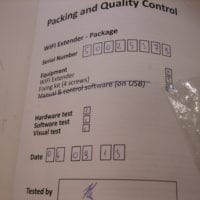 Packing and Quality Control
WiFi Extender - Package
Serial Number
Equipment
WiFi Extender
Fixing kit (4 screws)
Manual & control software (on USB)
Hardware test
Software test
Visual test
Date
Tested by